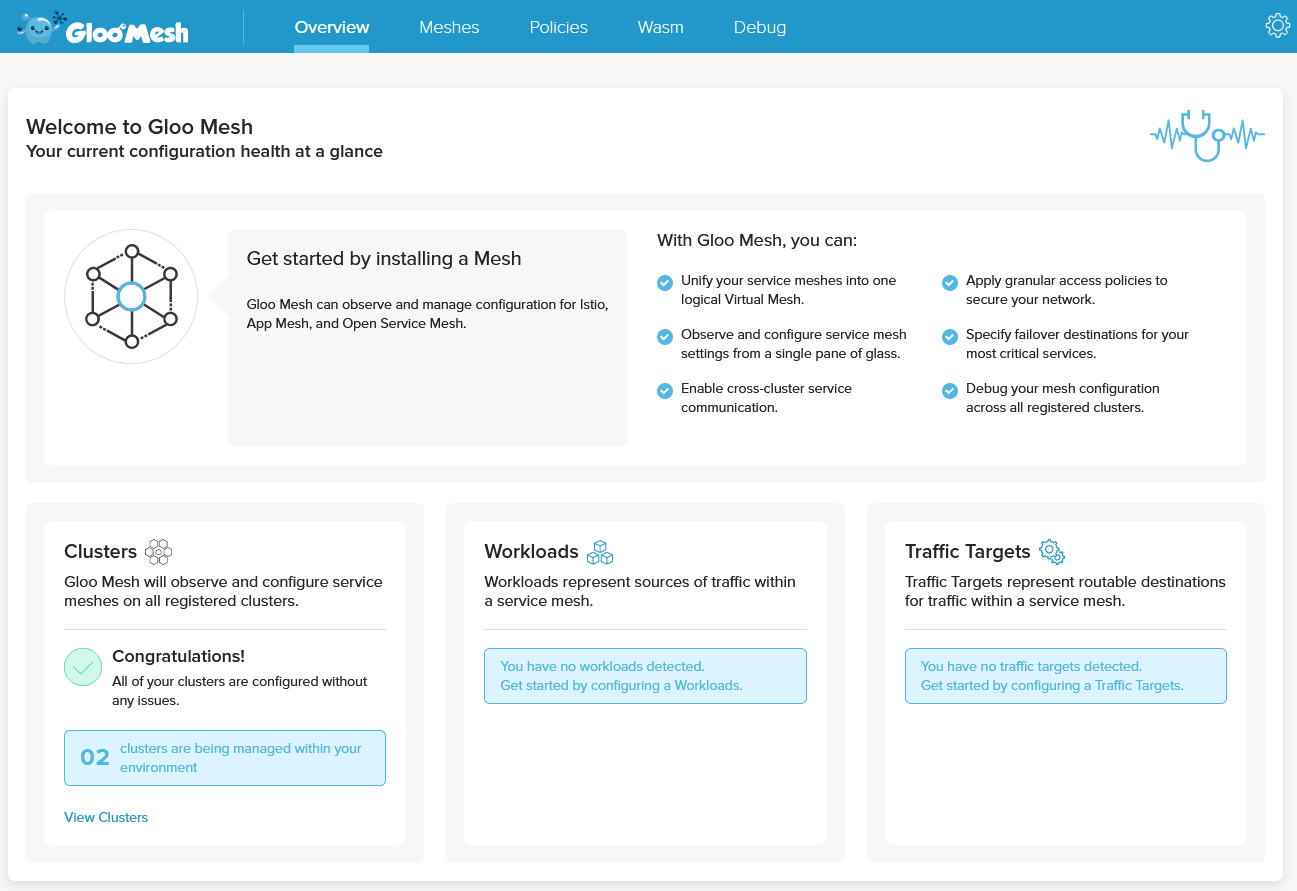 Gloo Mesh
Overview
Meshes
Policies
Wasm
Debug
Welcome to Gloo Mesh
Your current configuration health at a glance
Get started by installing a Mesh
Gloo Mesh can observe and manage configuration for Istio,
App Mesh, and Open Service Mesh.
With Gloo Mesh, you can:
Unify your service meshes into one
logical Virtual Mesh.
Observe and configure service mesh
settings from a single pane of glass.
Enable cross-cluster service
communication.
Apply granular access policies to
secure your network.
Specify failover destinations for your
most critical services.
Debug your mesh configuration
across all registered clusters.
Clusters
Gloo Mesh will observe and configure service
meshes on all registered clusters.
Congratulations!
All of your clusters are configured without
any issues.
02
clusters are being managed within your
environment
View Clusters
Workloads
Workloads represent sources of traffic within
a service mesh.
You have no workloads detected.
Get started by configuring a Workloads.
Traffic Targets
Traffic Targets represent routable destinations
for traffic within a service mesh.
You have no traffic targets detected.
Get started by configuring a Traffic Targets.